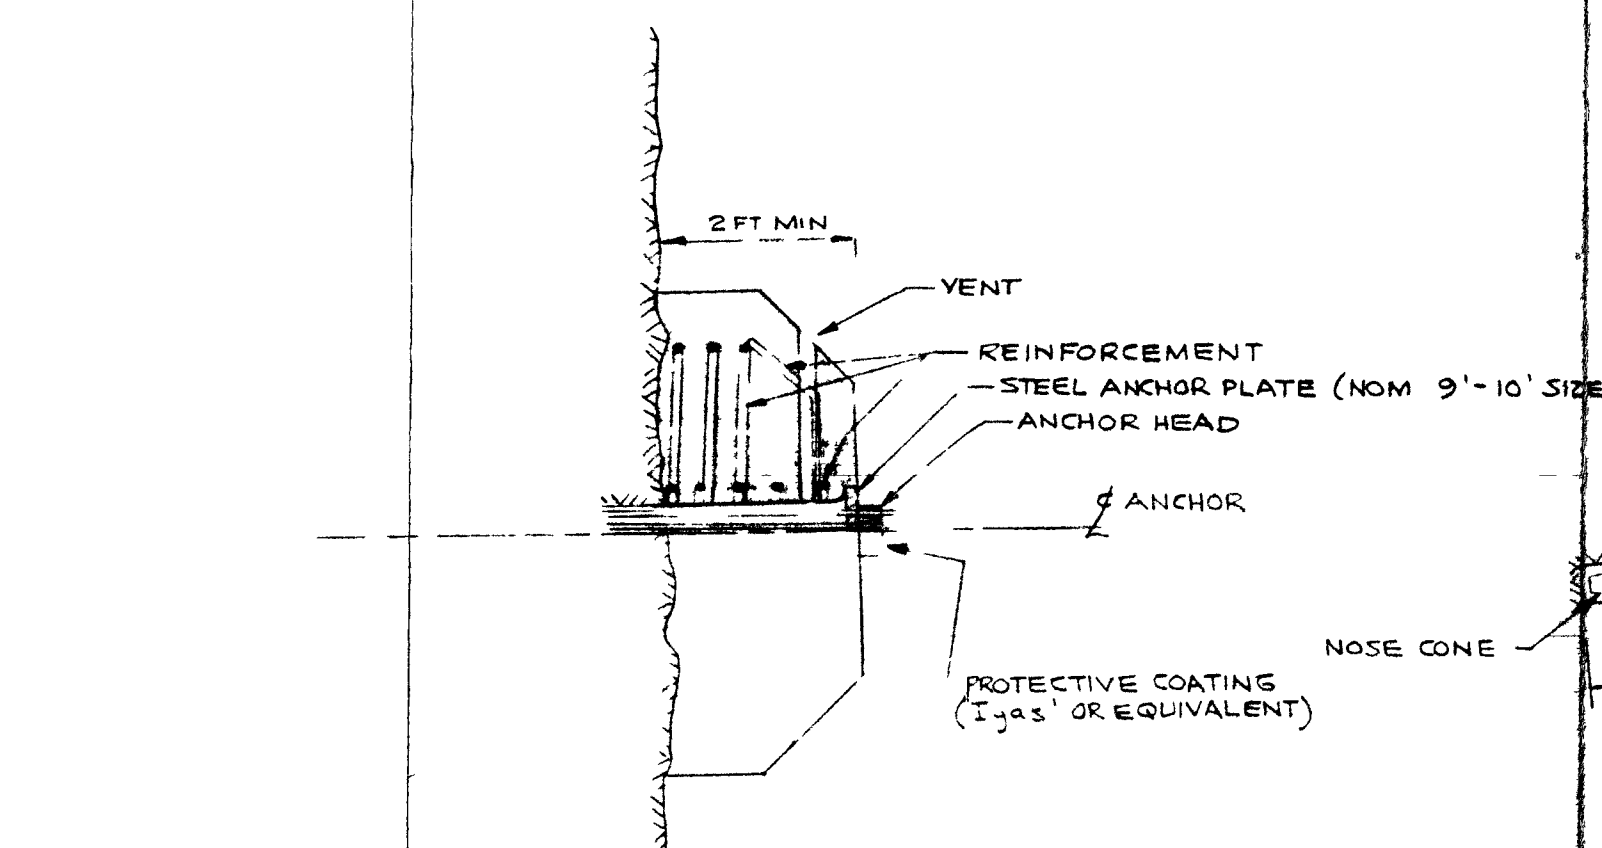 2 FT MIN
VENT
REINFORCEMENT
STEEL ANCHOR PLATE (NOM 9'-10' SIZE
ANCHOR HEAD
℄ ANCHOR
NOSE CONE
PROTECTIVE COATING
(Iyas' OR EQUIVALENT)